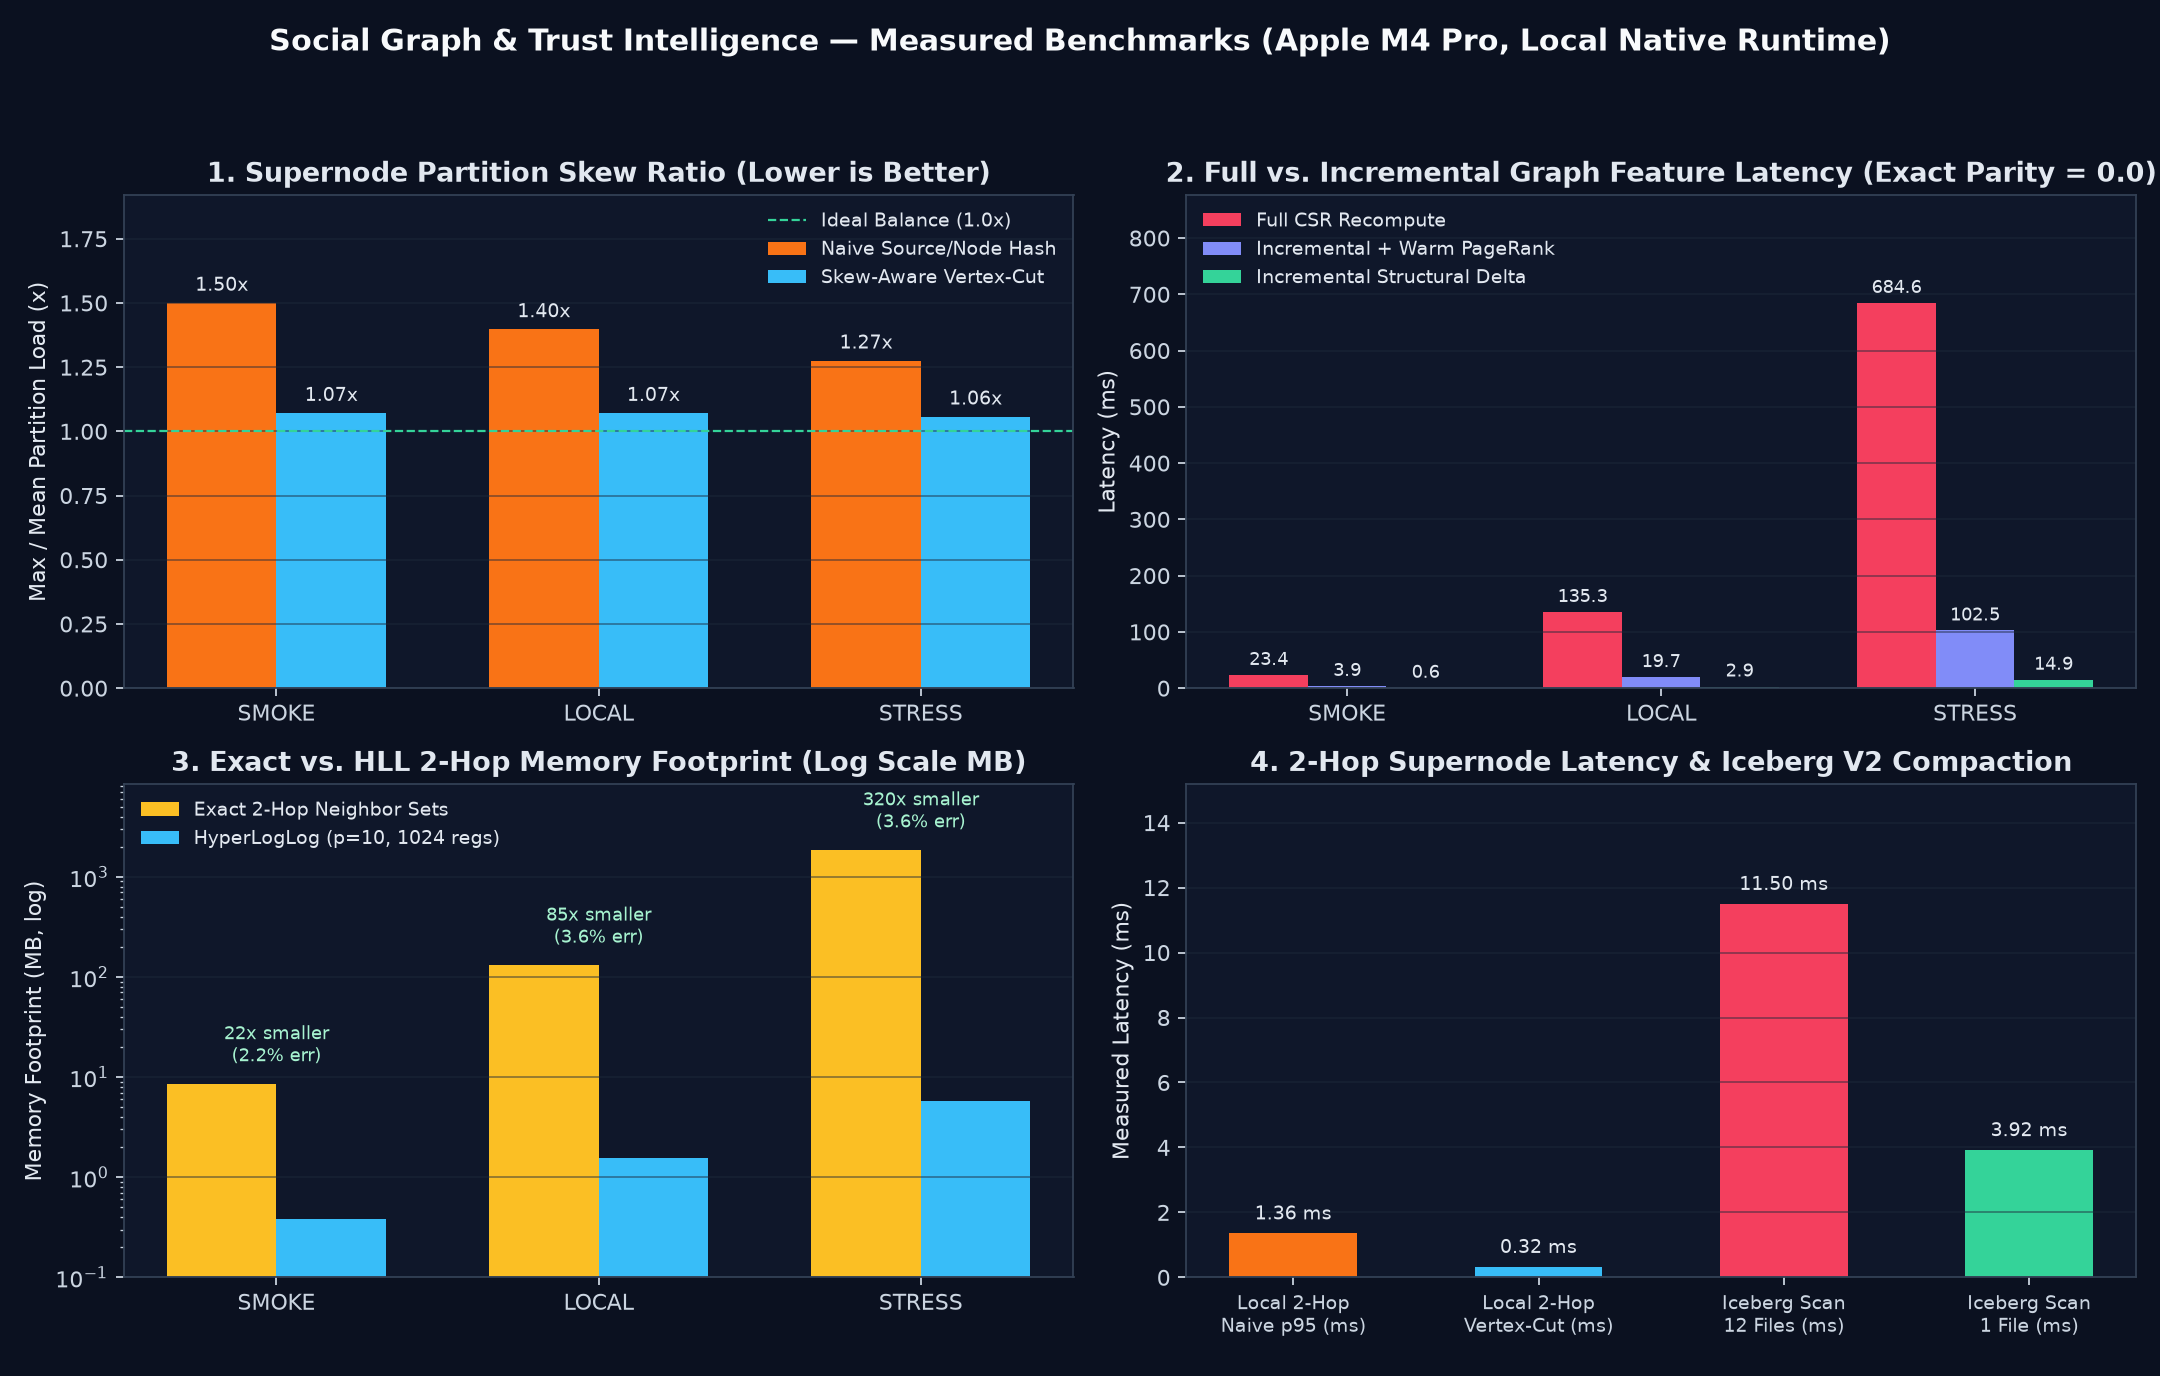 Social Graph & Trust Intelligence — Measured Benchmarks (Apple M4 Pro, Local Native Runtime)
1. Supernode Partition Skew Ratio (Lower is Better)
Max / Mean Partition Load (x)
1.75
1.50
1.25
1.00
0.75
0.50
0.25
0.00
Ideal Balance (1.0x)
Naive Source/Node Hash
Skew-Aware Vertex-Cut
1.50x
1.07x
1.40x
1.07x
1.27x
1.06x
SMOKE
LOCAL
STRESS
2. Full vs. Incremental Graph Feature Latency (Exact Parity = 0.0)
Latency (ms)
800
700
600
500
400
300
200
100
0
Full CSR Recompute
Incremental + Warm PageRank
Incremental Structural Delta
23.4
3.9
0.6
135.3
19.7
2.9
684.6
102.5
14.9
SMOKE
LOCAL
STRESS
3. Exact vs. HLL 2-Hop Memory Footprint (Log Scale MB)
Memory Footprint (MB, log)
10³
10²
10¹
10⁰
10⁻¹
Exact 2-Hop Neighbor Sets
HyperLogLog (p=10, 1024 regs)
22x smaller
(2.2% err)
85x smaller
(3.6% err)
320x smaller
(3.6% err)
SMOKE
LOCAL
STRESS
4. 2-Hop Supernode Latency & Iceberg V2 Compaction
Measured Latency (ms)
14
12
10
8
6
4
2
0
1.36 ms
0.32 ms
11.50 ms
3.92 ms
Local 2-Hop
Naive p95 (ms)
Local 2-Hop
Vertex-Cut (ms)
Iceberg Scan
12 Files (ms)
Iceberg Scan
1 File (ms)